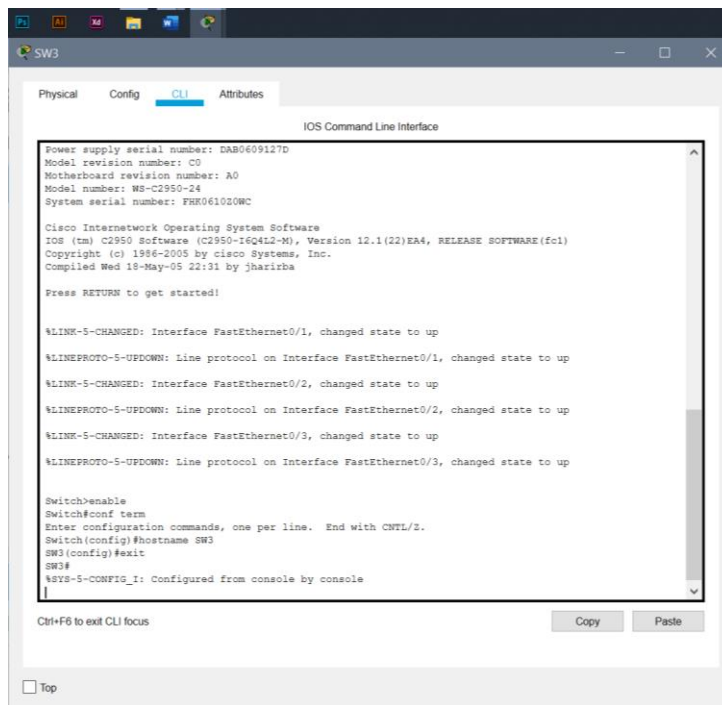 Ps Ai Xd W
SW3
Physical Config CLI Attributes
IOS Command Line Interface
Power supply serial number: DAB0609127D
Model revision number: C0
Motherboard revision number: A0
Model number: WS-C2950-24
System serial number: FHK0610Z0WC
Cisco Internetwork Operating System Software
IOS (tm) C2950 Software (C2950-I6Q4L2-M), Version 12.1(22)EA4, RELEASE SOFTWARE(fc1)
Copyright (c) 1986-2005 by cisco Systems, Inc.
Compiled Wed 18-May-05 22:31 by jharirba
Press RETURN to get started!
%LINK-5-CHANGED: Interface FastEthernet0/1, changed state to up
%LINEPROTO-5-UPDOWN: Line protocol on Interface FastEthernet0/1, changed state to up
%LINK-5-CHANGED: Interface FastEthernet0/2, changed state to up
%LINEPROTO-5-UPDOWN: Line protocol on Interface FastEthernet0/2, changed state to up
%LINK-5-CHANGED: Interface FastEthernet0/3, changed state to up
%LINEPROTO-5-UPDOWN: Line protocol on Interface FastEthernet0/3, changed state to up
Switch>enable
Switch#conf term
Enter configuration commands, one per line. End with CNTL/Z.
Switch(config)#hostname SW3
SW3(config)#exit
SW3#
%SYS-5-CONFIG_I: Configured from console by console
Ctrl+F6 to exit CLI focus
Copy Paste
Top